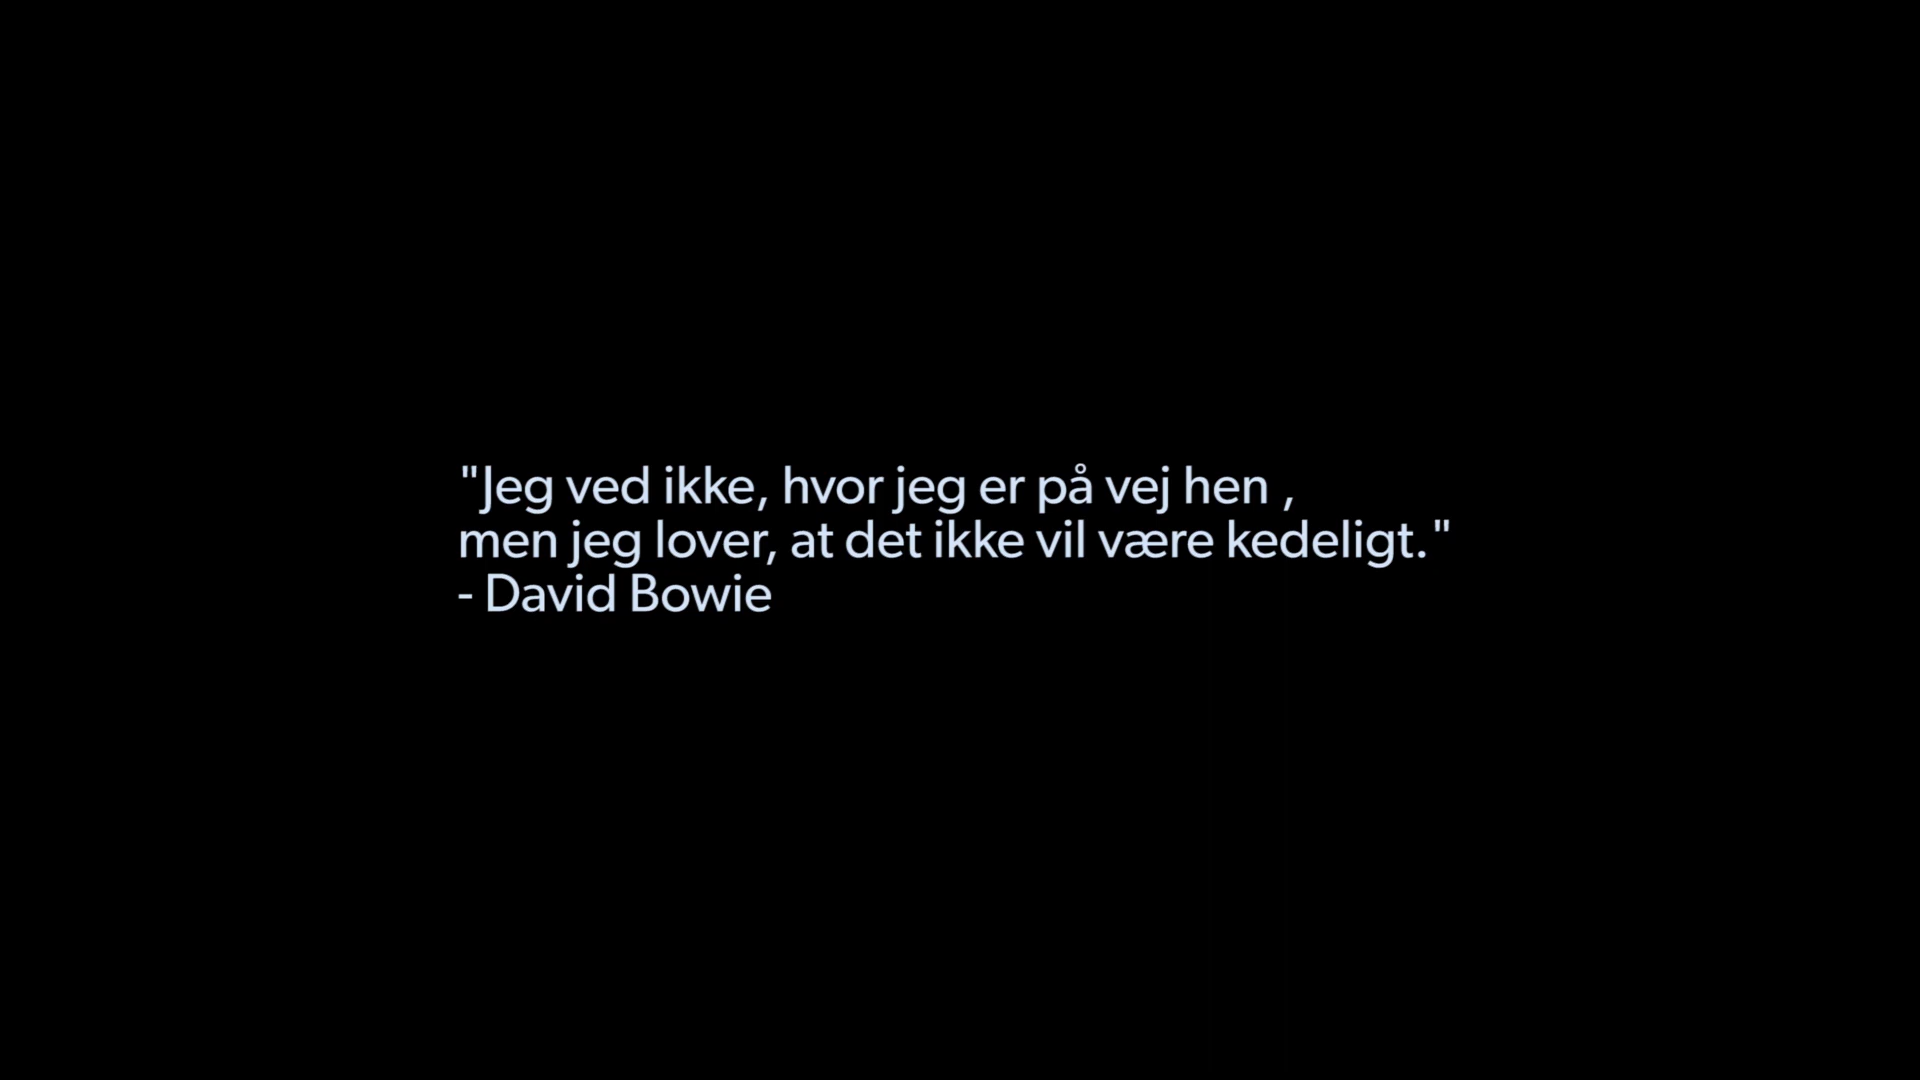 "Jeg ved ikke, hvor jeg er på vej hen ,
men jeg lover, at det ikke vil være kedeligt."
- David Bowie